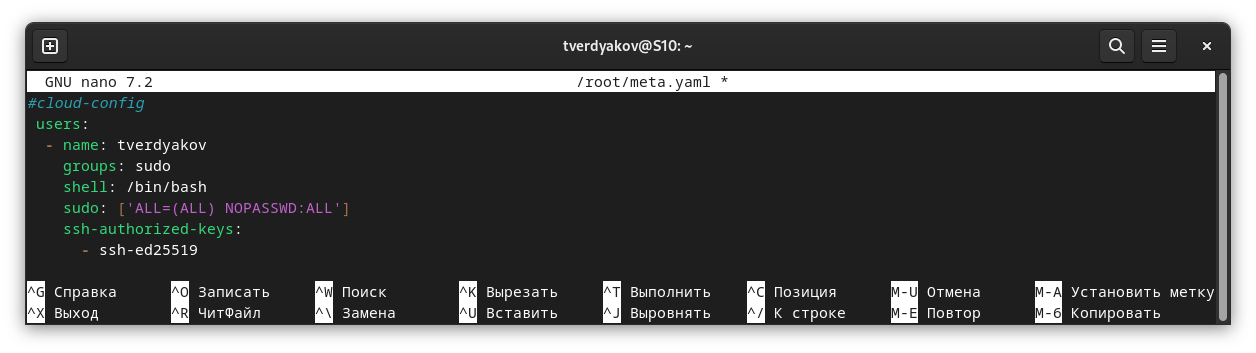 tverdyakov@S10: ~
GNU nano 7.2 /root/meta.yaml *
#cloud-config
 users:
  - name: tverdyakov
    groups: sudo
    shell: /bin/bash
    sudo: ['ALL=(ALL) NOPASSWD:ALL']
    ssh-authorized-keys:
      - ssh-ed25519
^G Справка ^O Записать ^W Поиск ^K Вырезать ^T Выполнить ^C Позиция M-U Отмена M-A Установить метку
^X Выход ^R ЧитФайл ^\ Замена ^U Вставить ^J Выровнять ^/ К строке M-E Повтор M-6 Копировать